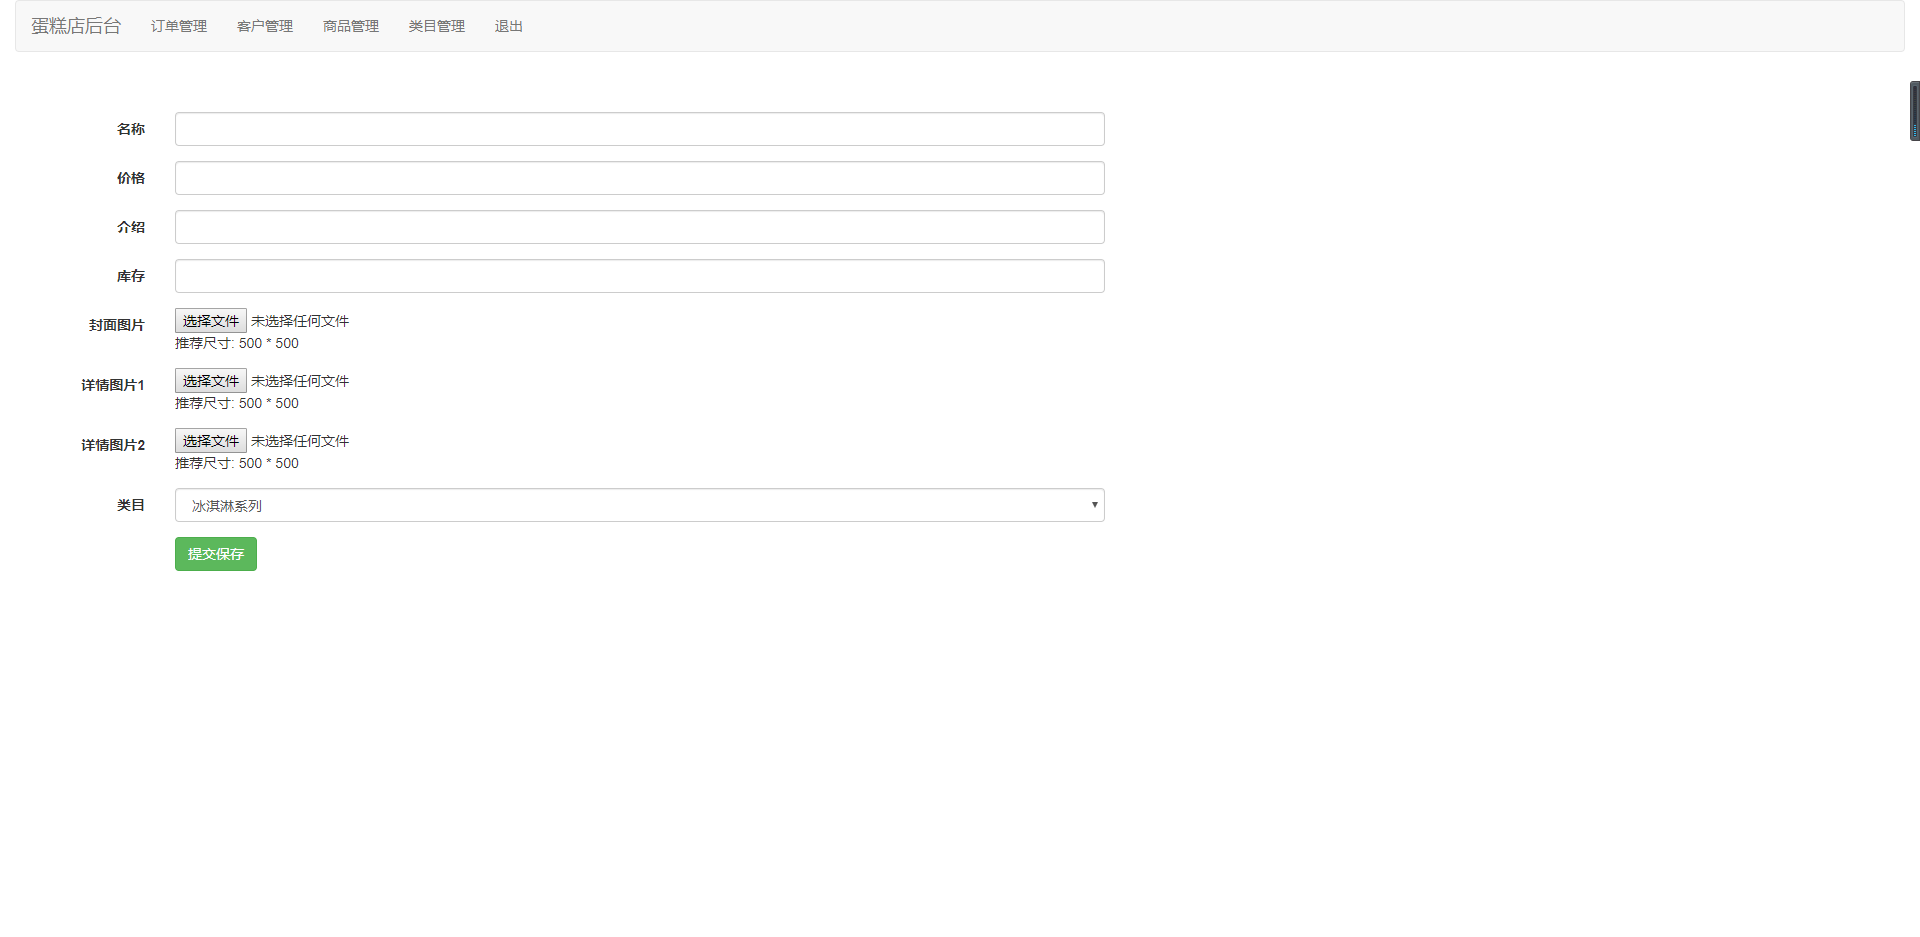 蛋糕店后台 订单管理 客户管理 商品管理 类目管理 退出
名称
价格
介绍
库存
封面图片 选择文件 未选择任何文件
推荐尺寸: 500 * 500
详情图片1 选择文件 未选择任何文件
推荐尺寸: 500 * 500
详情图片2 选择文件 未选择任何文件
推荐尺寸: 500 * 500
类目 冰淇淋系列
提交保存